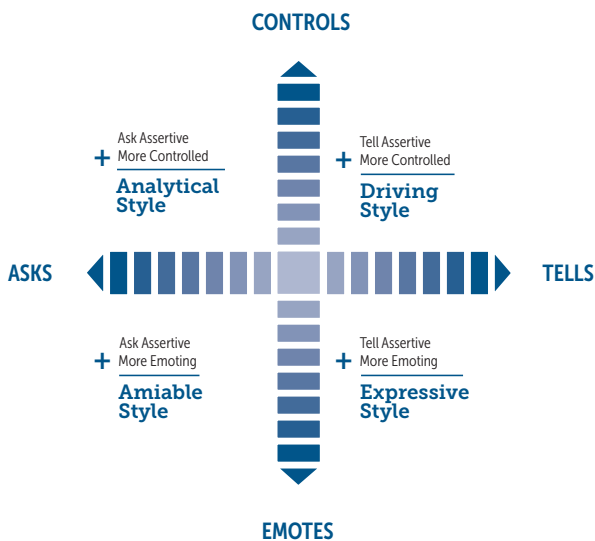 CONTROLS
Ask Assertive
+ More Controlled
Analytical
Style
Tell Assertive
+ More Controlled
Driving
Style
ASKS
TELLS
Ask Assertive
+ More Emoting
Amiable
Style
Tell Assertive
+ More Emoting
Expressive
Style
EMOTES